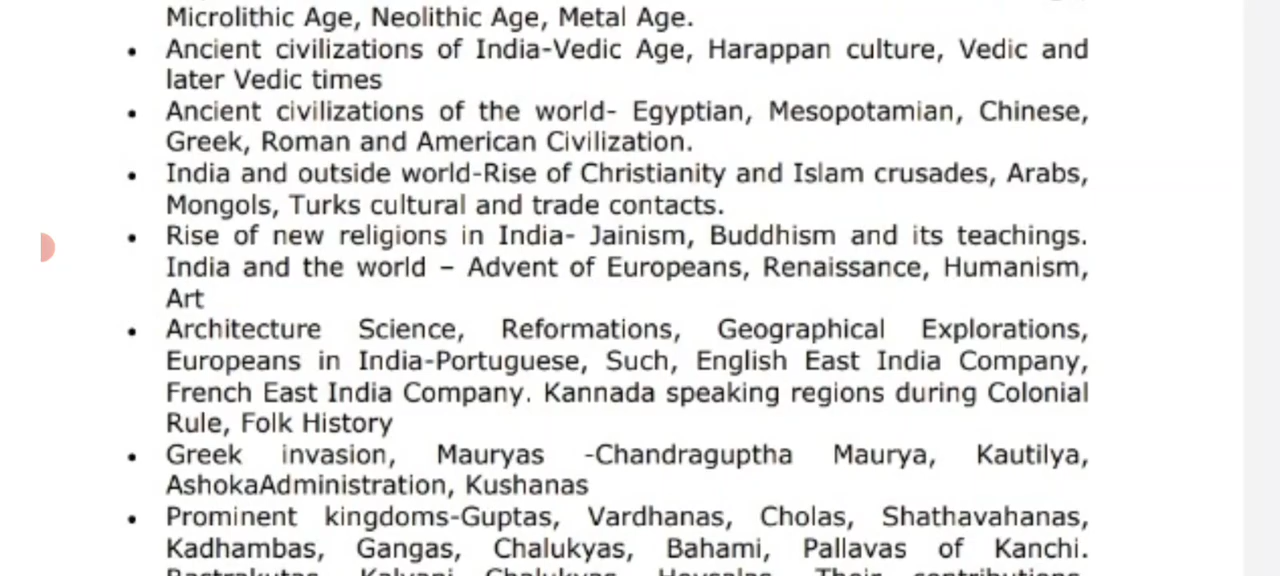 Microlithic Age, Neolithic Age, Metal Age.
• Ancient civilizations of India-Vedic Age, Harappan culture, Vedic and
later Vedic times
• Ancient civilizations of the world- Egyptian, Mesopotamian, Chinese,
Greek, Roman and American Civilization.
• India and outside world-Rise of Christianity and Islam crusades, Arabs,
Mongols, Turks cultural and trade contacts.
• Rise of new religions in India- Jainism, Buddhism and its teachings.
India and the world – Advent of Europeans, Renaissance, Humanism,
Art
• Architecture Science, Reformations, Geographical Explorations,
Europeans in India-Portuguese, Such, English East India Company,
French East India Company. Kannada speaking regions during Colonial
Rule, Folk History
• Greek invasion, Mauryas -Chandraguptha Maurya, Kautilya,
AshokaAdministration, Kushanas
• Prominent kingdoms-Guptas, Vardhanas, Cholas, Shathavahanas,
Kadhambas, Gangas, Chalukyas, Bahami, Pallavas of Kanchi.
Kalyani Chalukyas, Hoysalas. Their contributions,